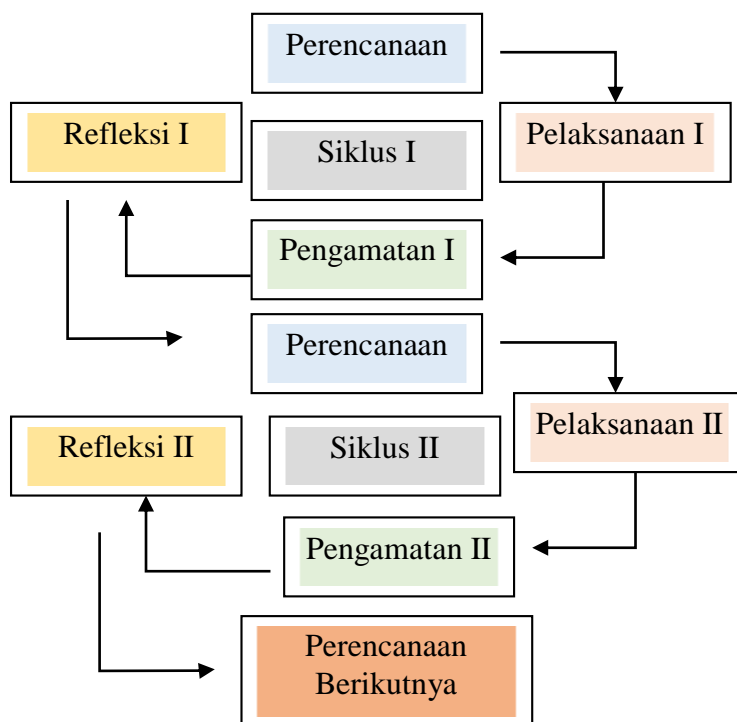 Perencanaan
Refleksi I
Siklus I
Pelaksanaan I
Pengamatan I
Perencanaan
Refleksi II
Siklus II
Pelaksanaan II
Pengamatan II
Perencanaan
Berikutnya